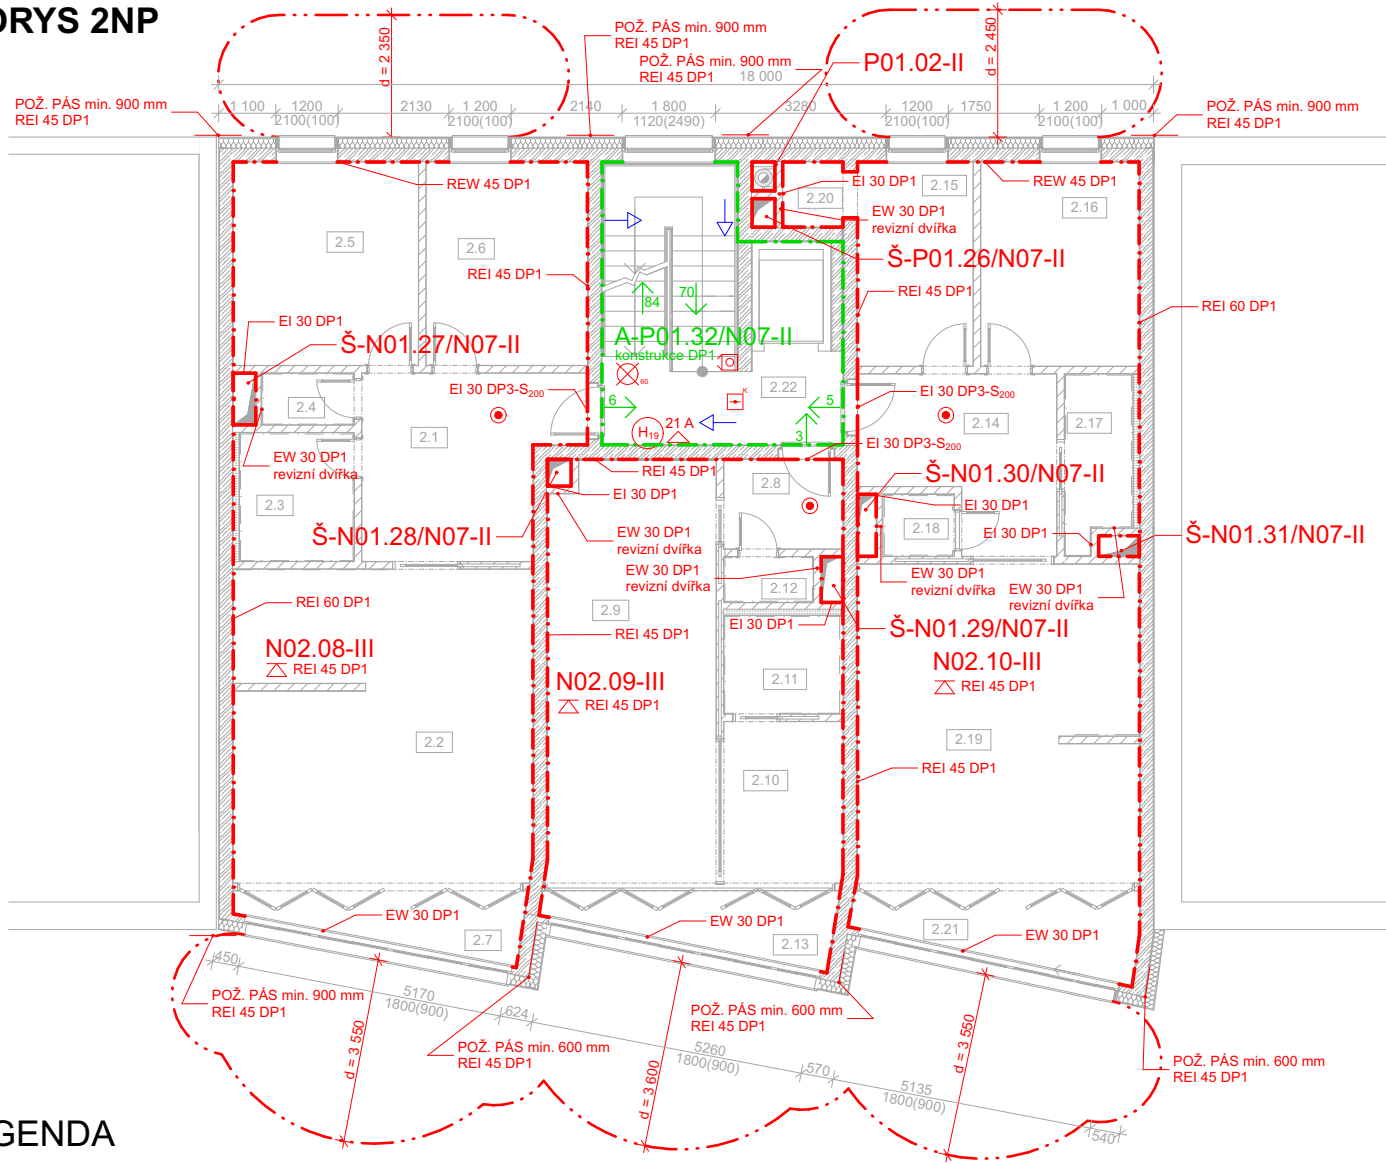 ORYS 2NP
d = 2 350
POŽ. PÁS min. 900 mm
REI 45 DP1
POŽ. PÁS min. 900 mm
REI 45 DP1
18 000
P01.02-II
d = 2 450
POŽ. PÁS min. 900 mm
REI 45 DP1
1 100
1200
2100(100)
2130
1 200
2100(100)
2140
1 800
1120(2490)
3280
1200
2100(100)
1750
1 200
2100(100)
1 000
POŽ. PÁS min. 900 mm
REI 45 DP1
REW 45 DP1
EI 30 DP1
2.15
REW 45 DP1
2.20
2.16
EW 30 DP1
revizní dvířka
2.5
2.6
Š-P01.26/N07-II
REI 45 DP1
REI 45 DP1
84
70
REI 60 DP1
EI 30 DP1
A-P01.32/N07-II
konstrukce DP1
Š-N01.27/N07-II
60
K
2.22
EI 30 DP3-S200
EI 30 DP3-S200
2.4
6
5
2.1
H19
21 A
3
2.14
2.17
EI 30 DP3-S200
EW 30 DP1
revizní dvířka
REI 45 DP1
2.8
Š-N01.30/N07-II
EI 30 DP1
2.3
EI 30 DP1
2.18
EI 30 DP1
Š-N01.28/N07-II
EW 30 DP1
revizní dvířka
Š-N01.31/N07-II
EW 30 DP1
revizní dvířka
2.12
EW 30 DP1
revizní dvířka
EW 30 DP1
revizní dvířka
REI 60 DP1
2.9
EI 30 DP1
Š-N01.29/N07-II
REI 45 DP1
N02.08-III
REI 45 DP1
N02.09-III
REI 45 DP1
2.11
N02.10-III
REI 45 DP1
2.2
2.19
REI 45 DP1
2.10
EW 30 DP1
2.7
EW 30 DP1
2.13
2.21
EW 30 DP1
450
5170
1800(900)
624
POŽ. PÁS min. 900 mm
REI 45 DP1
POŽ. PÁS min. 600 mm
REI 45 DP1
d = 3 550
POŽ. PÁS min. 600 mm
REI 45 DP1
5260
1800(900)
d = 3 600
570
d = 3 550
5135
1800(900)
POŽ. PÁS min. 600 mm
REI 45 DP1
540
GENDA